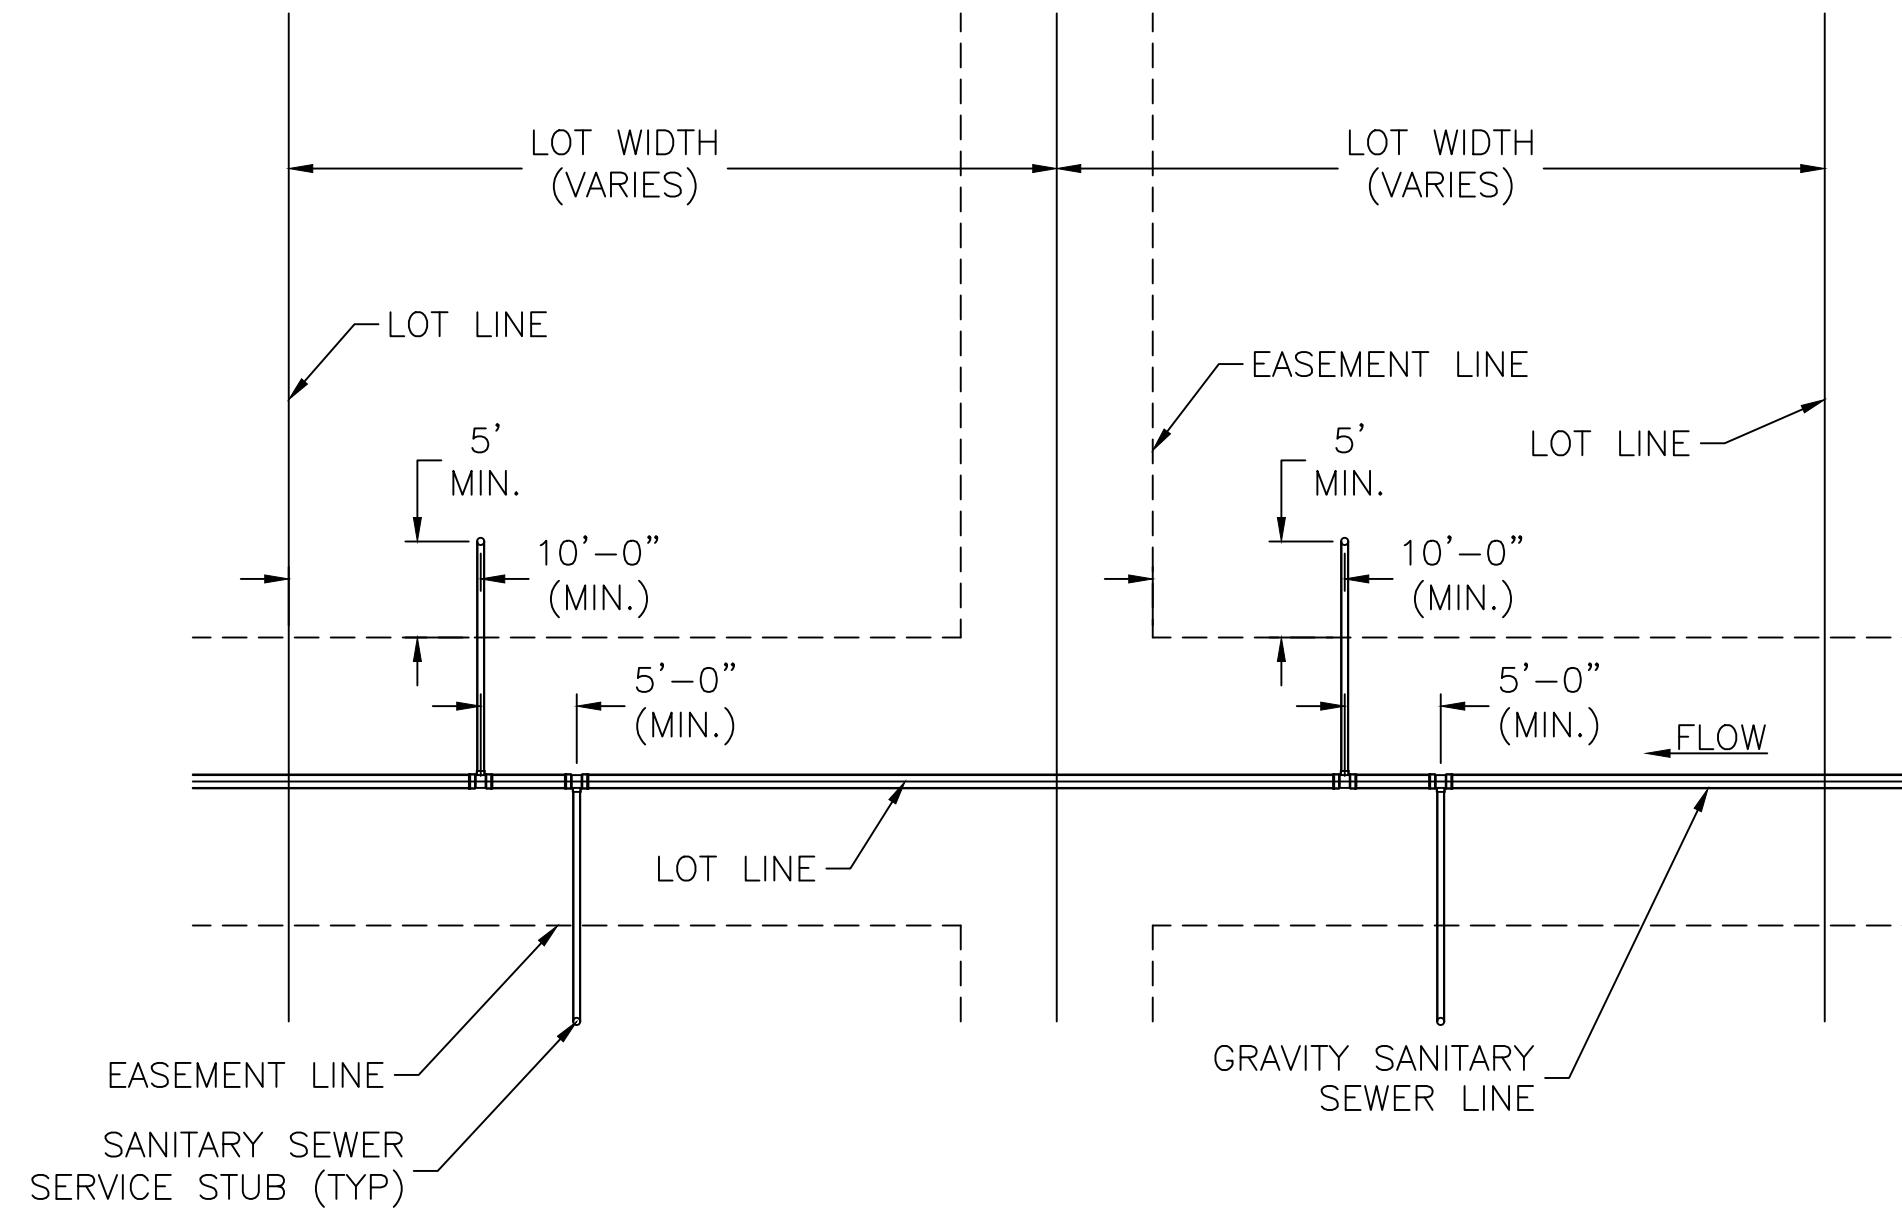 LOT WIDTH
(VARIES)
LOT WIDTH
(VARIES)
LOT LINE
EASEMENT LINE
LOT LINE
5'
MIN.
5'
MIN.
10'-0"
(MIN.)
10'-0"
(MIN.)
5'-0"
(MIN.)
5'-0"
(MIN.)
FLOW
LOT LINE
EASEMENT LINE
GRAVITY SANITARY
SEWER LINE
SANITARY SEWER
SERVICE STUB (TYP)